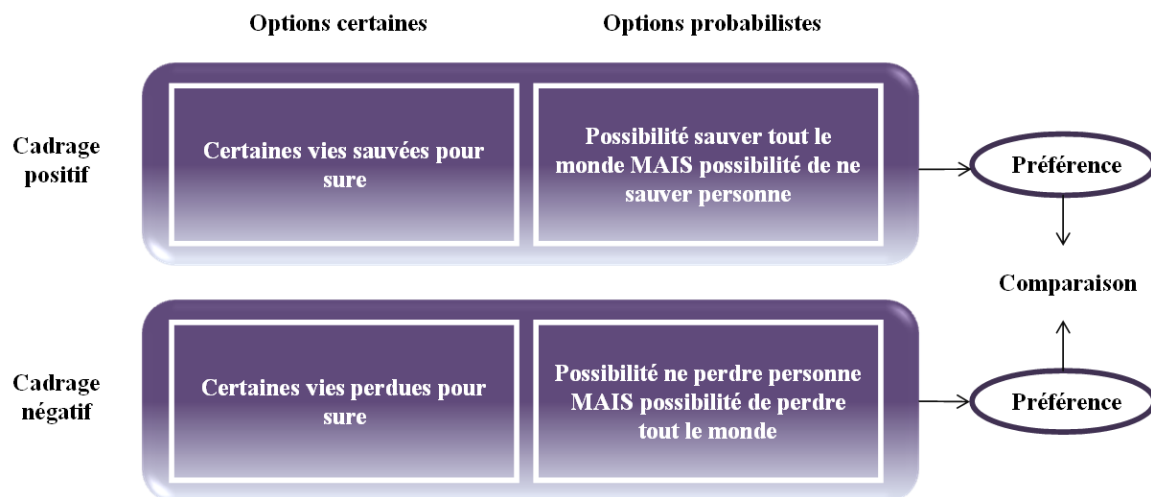 Options certaines
Options probabilistes
Cadrage
positif
Certaines vies sauvées pour
sure
Possibilité sauver tout le
monde MAIS possibilité de ne
sauver personne
Préférence
Comparaison
Cadrage
négatif
Certaines vies perdues pour
sure
Possibilité ne perdre personne
MAIS possibilité de perdre
tout le monde
Préférence